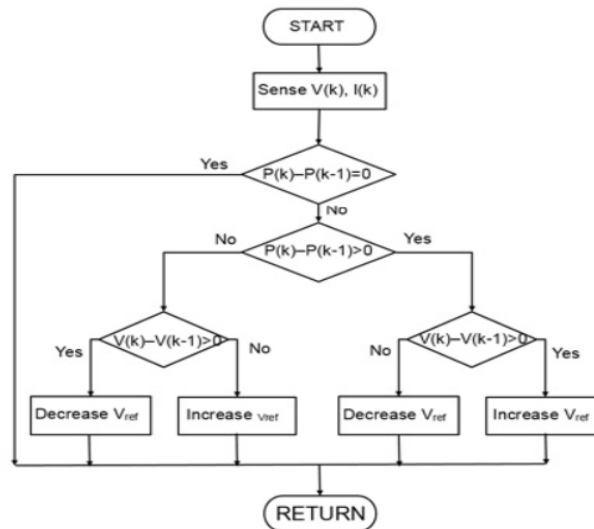 START
Sense V(k), I(k)
Yes
P(k)–P(k-1)=0
No
No
P(k)–P(k-1)>0
Yes
Yes
V(k)–V(k-1)>0
No
No
V(k)–V(k-1)>0
Yes
Decrease Vref
Increase Vref
Decrease Vref
Increase Vref
RETURN